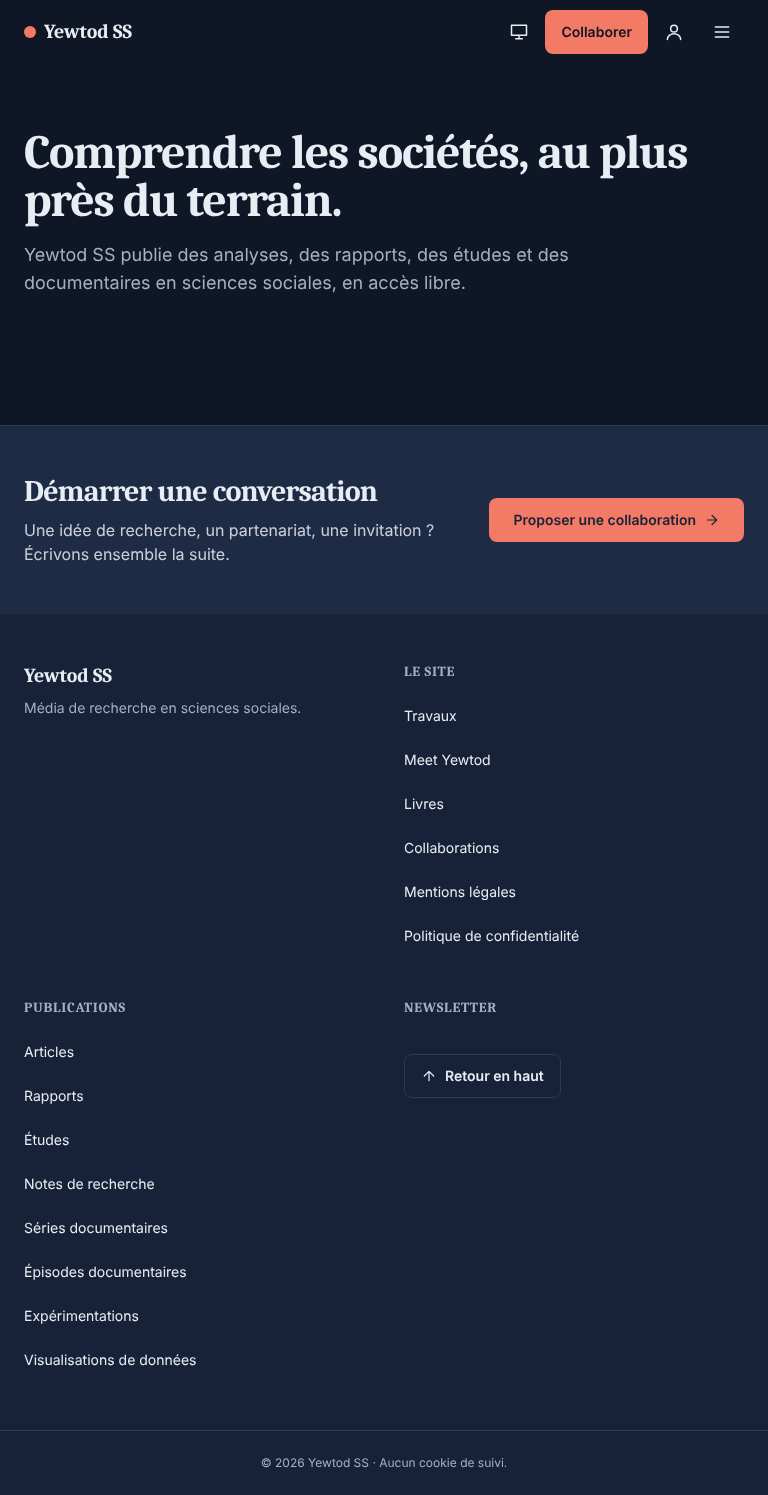 Yewtod SS
Collaborer
Comprendre les sociétés, au plus
près du terrain.
Yewtod SS publie des analyses, des rapports, des études et des
documentaires en sciences sociales, en accès libre.
Démarrer une conversation
Une idée de recherche, un partenariat, une invitation ?
Écrivons ensemble la suite.
Proposer une collaboration
Yewtod SS
Média de recherche en sciences sociales.
LE SITE
Travaux
Meet Yewtod
Livres
Collaborations
Mentions légales
Politique de confidentialité
PUBLICATIONS
Articles
Rapports
Études
Notes de recherche
Séries documentaires
Épisodes documentaires
Expérimentations
Visualisations de données
NEWSLETTER
Retour en haut
© 2026 Yewtod SS · Aucun cookie de suivi.